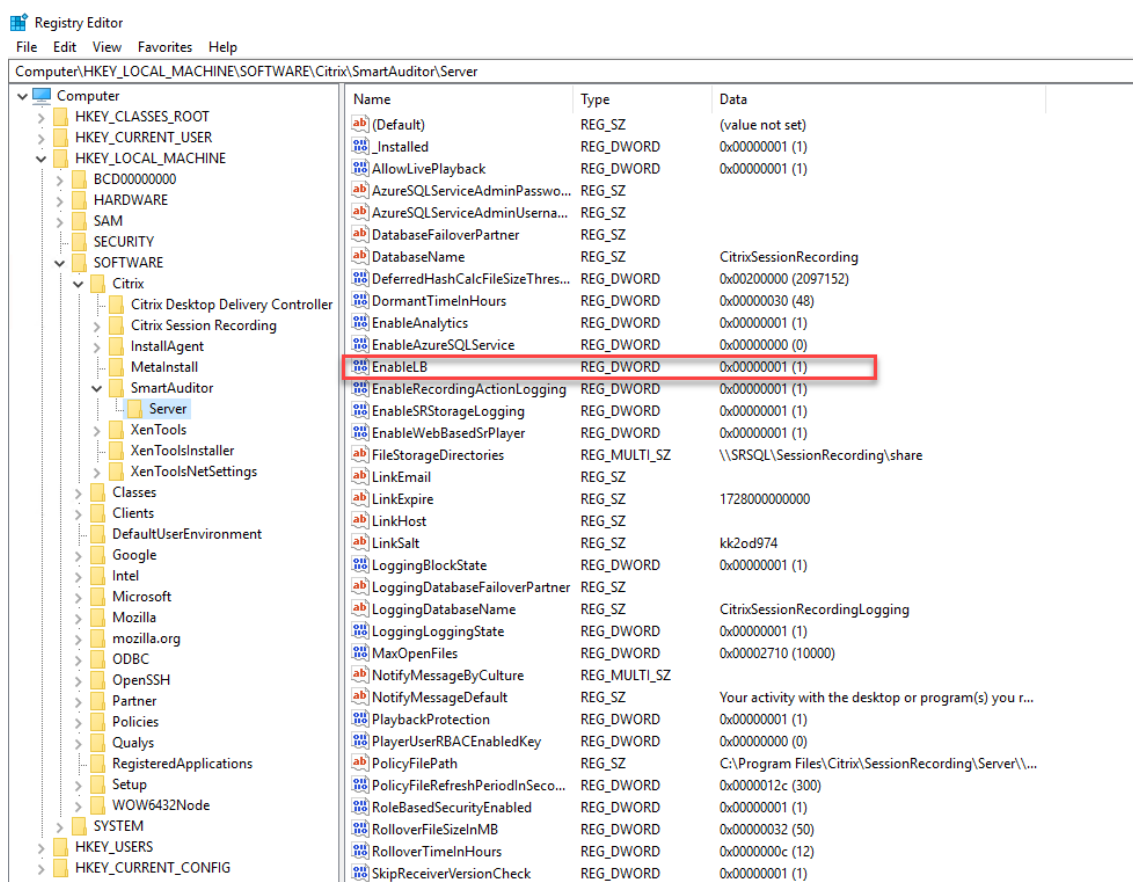 Registry Editor
File Edit View Favorites Help
Computer\HKEY_LOCAL_MACHINE\SOFTWARE\Citrix\SmartAuditor\Server
Computer
HKEY_CLASSES_ROOT
HKEY_CURRENT_USER
HKEY_LOCAL_MACHINE
BCD00000000
HARDWARE
SAM
SECURITY
SOFTWARE
Citrix
Citrix Desktop Delivery Controller
Citrix Session Recording
InstallAgent
MetaInstall
SmartAuditor
Server
XenTools
XenToolsInstaller
XenToolsNetSettings
Classes
Clients
DefaultUserEnvironment
Google
Intel
Microsoft
Mozilla
mozilla.org
ODBC
OpenSSH
Partner
Policies
Qualys
RegisteredApplications
Setup
WOW6432Node
SYSTEM
HKEY_USERS
HKEY_CURRENT_CONFIG
Name Type Data
(Default) REG_SZ (value not set)
_Installed REG_DWORD 0x00000001 (1)
AllowLivePlayback REG_DWORD 0x00000001 (1)
AzureSQLServiceAdminPasswo... REG_SZ
AzureSQLServiceAdminUserna... REG_SZ
DatabaseFailoverPartner REG_SZ
DatabaseName REG_SZ CitrixSessionRecording
DeferredHashCalcFileSizeThres... REG_DWORD 0x00200000 (2097152)
DormantTimeInHours REG_DWORD 0x00000030 (48)
EnableAnalytics REG_DWORD 0x00000001 (1)
EnableAzureSQLService REG_DWORD 0x00000000 (0)
EnableLB REG_DWORD 0x00000001 (1)
EnableRecordingActionLogging REG_DWORD 0x00000001 (1)
EnableSRStorageLogging REG_DWORD 0x00000001 (1)
EnableWebBasedSrPlayer REG_DWORD 0x00000001 (1)
FileStorageDirectories REG_MULTI_SZ \\SRSQL\SessionRecording\share
LinkEmail REG_SZ
LinkExpire REG_SZ 1728000000000
LinkHost REG_SZ
LinkSalt REG_SZ kk2od974
LoggingBlockState REG_DWORD 0x00000001 (1)
LoggingDatabaseFailoverPartner REG_SZ
LoggingDatabaseName REG_SZ CitrixSessionRecordingLogging
LoggingLoggingState REG_DWORD 0x00000001 (1)
MaxOpenFiles REG_DWORD 0x00002710 (10000)
NotifyMessageByCulture REG_MULTI_SZ
NotifyMessageDefault REG_SZ Your activity with the desktop or program(s) you r...
PlaybackProtection REG_DWORD 0x00000001 (1)
PlayerUserRBACEnabledKey REG_DWORD 0x00000000 (0)
PolicyFilePath REG_SZ C:\Program Files\Citrix\SessionRecording\Server\\...
PolicyFileRefreshPeriodInSeco... REG_DWORD 0x0000012c (300)
RoleBasedSecurityEnabled REG_DWORD 0x00000001 (1)
RolloverFileSizeInMB REG_DWORD 0x00000032 (50)
RolloverTimeInHours REG_DWORD 0x0000000c (12)
SkipReceiverVersionCheck REG_DWORD 0x00000001 (1)